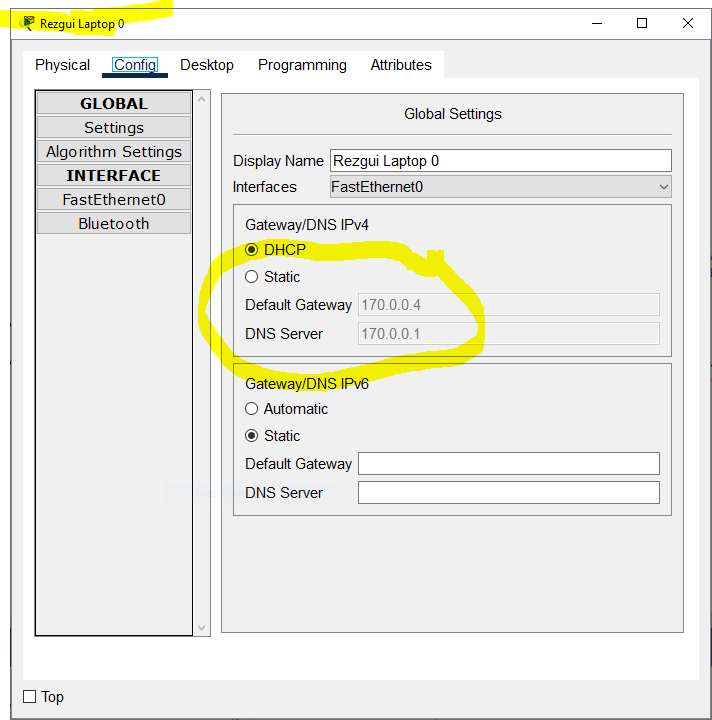 Rezgui Laptop 0
Physical Config Desktop Programming Attributes
GLOBAL
Settings
Algorithm Settings
INTERFACE
FastEthernet0
Bluetooth
Global Settings
Display Name Rezgui Laptop 0
Interfaces FastEthernet0
Gateway/DNS IPv4
DHCP
Static
Default Gateway 170.0.0.4
DNS Server 170.0.0.1
Gateway/DNS IPv6
Automatic
Static
Default Gateway
DNS Server
Top